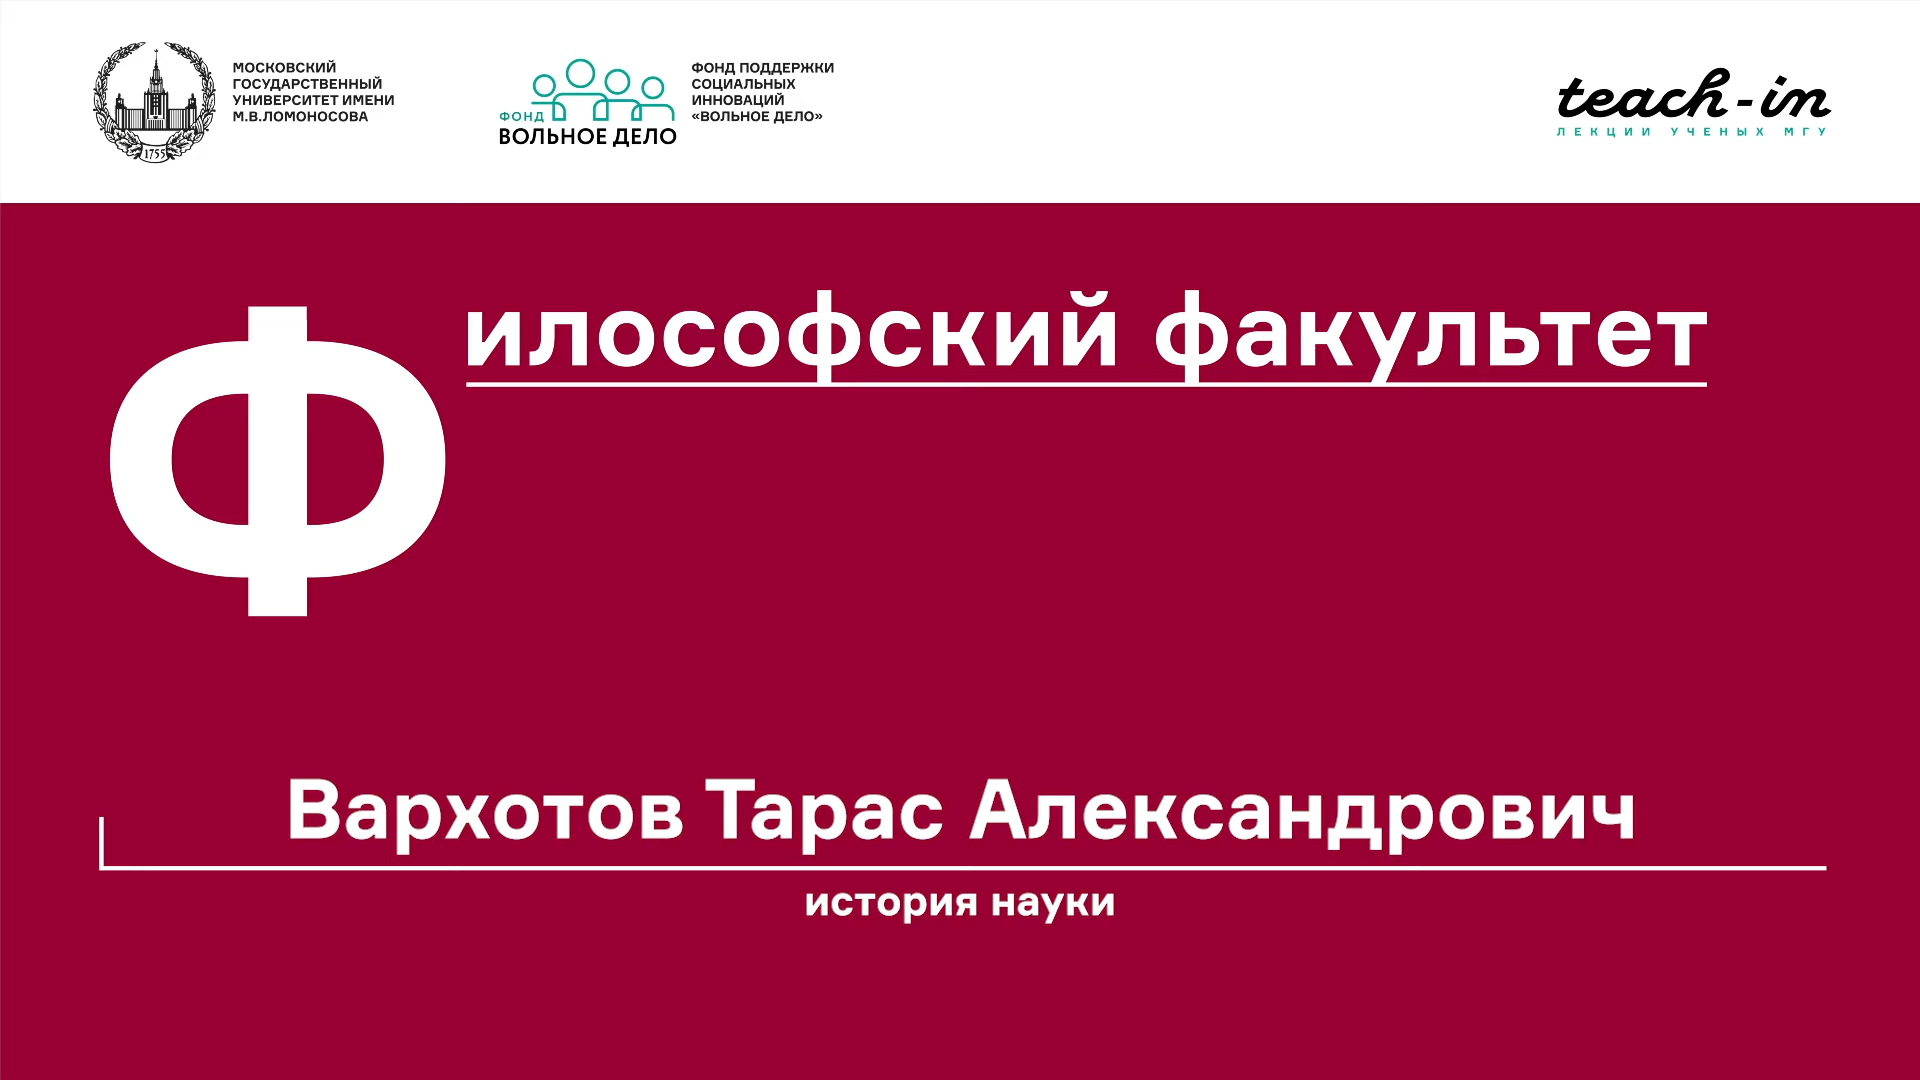 МОСКОВСКИЙ
ГОСУДАРСТВЕННЫЙ
УНИВЕРСИТЕТ ИМЕНИ
М.В.ЛОМОНОСОВА
1755
ФОНД
ВОЛЬНОЕ ДЕЛО
ФОНД ПОДДЕРЖКИ
СОЦИАЛЬНЫХ
ИННОВАЦИЙ
«ВОЛЬНОЕ ДЕЛО»
teach-in
ЛЕКЦИИ УЧЕНЫХ МГУ
Философский факультет
Вархотов Тарас Александрович
история науки